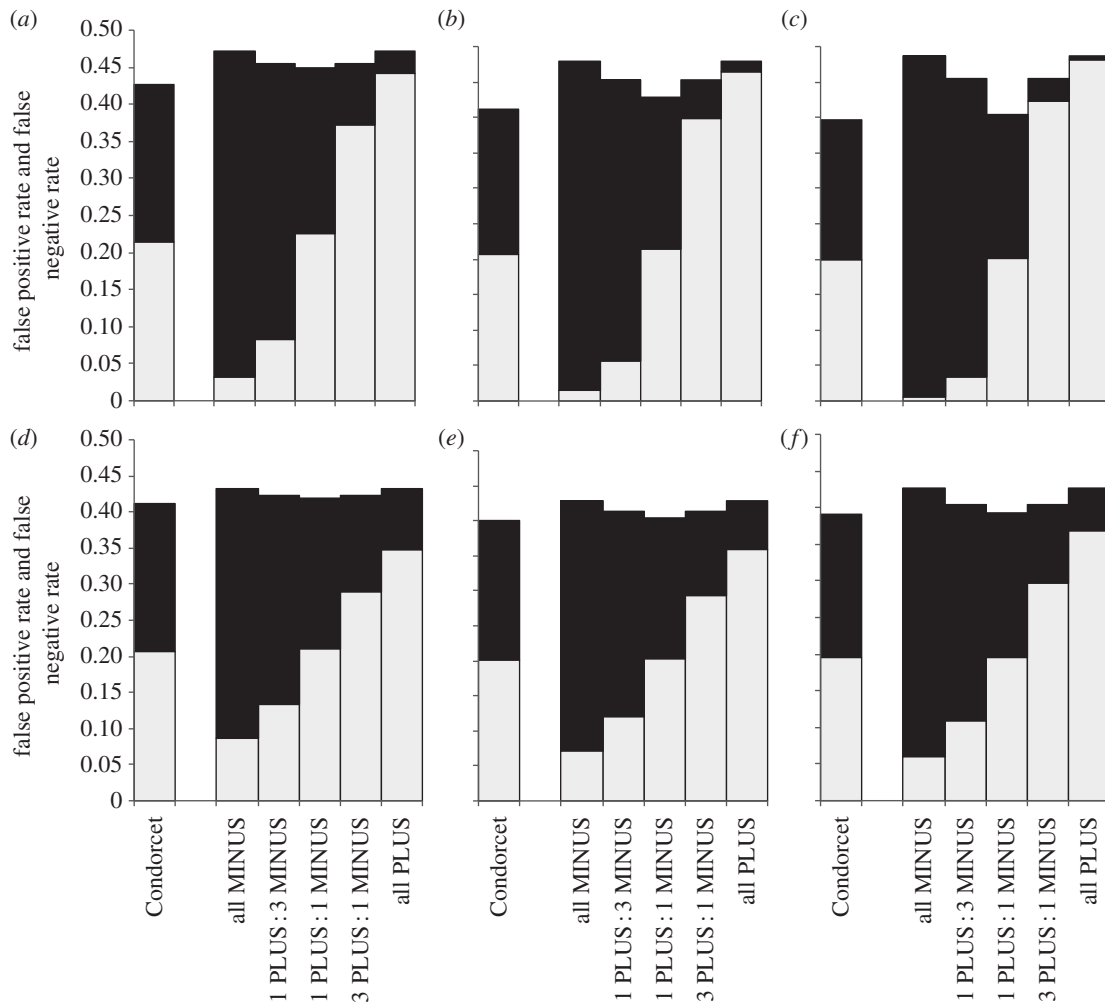 (a)
(b)
(c)
0.50
0.45
0.40
0.35
0.30
0.25
0.20
0.15
0.10
0.05
0
false positive rate and false
negative rate
(d)
(e)
(f)
0.50
0.45
0.40
0.35
0.30
0.25
0.20
0.15
0.10
0.05
0
false positive rate and false
negative rate
Condorcet
all MINUS
1 PLUS : 3 MINUS
1 PLUS : 1 MINUS
3 PLUS : 1 MINUS
all PLUS
Condorcet
all MINUS
1 PLUS : 3 MINUS
1 PLUS : 1 MINUS
3 PLUS : 1 MINUS
all PLUS
Condorcet
all MINUS
1 PLUS : 3 MINUS
1 PLUS : 1 MINUS
3 PLUS : 1 MINUS
all PLUS